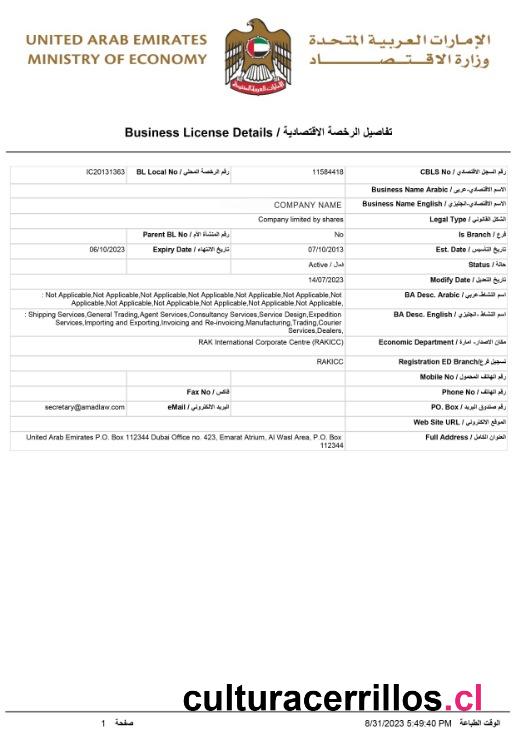 UNITED ARAB EMIRATES
MINISTRY OF ECONOMY
الإمارات العربية المتحدة
وزارة الاقتصاد
Business License Details / تفاصيل الرخصة الاقتصادية
IC20131363 رقم الرخصة المحلي / BL Local No 11584418 رقم السجل الاقتصادي / CBLS No
الاسم الاقتصادي-عربي / Business Name Arabic
COMPANY NAME الاسم الاقتصادي-انجليزي / Business Name English
Company limited by shares الشكل القانوني / Legal Type
رقم المنشأة الأم / Parent BL No No فرع / Is Branch
06/10/2023 تاريخ الانتهاء / Expiry Date 07/10/2013 تاريخ التأسيس / Est. Date
Active / فعال حالة / Status
14/07/2023 تاريخ التعديل / Modify Date
: Not Applicable,Not Applicable,Not Applicable,Not Applicable,Not Applicable,Not Applicable,Not اسم النشاط-عربي / BA Desc. Arabic
Applicable,Not Applicable,Not Applicable,Not Applicable,Not Applicable,Not Applicable,
: Shipping Services,General Trading,Agent Services,Consultancy Services,Service Design,Expedition اسم النشاط -انجليزي / BA Desc. English
Services,Importing and Exporting,Invoicing and Re-invoicing,Manufacturing,Trading,Courier
Services,Dealers,
RAK International Corporate Centre (RAKICC) مكان الاصدار- امارة / Economic Department
RAKICC تسجيل فرع / Registration ED Branch
رقم الهاتف المحمول / Mobile No
فاكس / Fax No رقم الهاتف / Phone No
secretary@amadlaw.com البريد الالكتروني / eMail رقم صندوق البريد / PO. Box
الموقع الالكتروني / Web Site URL
United Arab Emirates P.O. Box 112344 Dubai Office no. 423, Emarat Atrium, Al Wasl Area, P.O. Box العنوان الكامل / Full Address
112344
culturacerrillos.cl
1 صفحة 8/31/2023 5:49:40 PM الوقت الطباعة